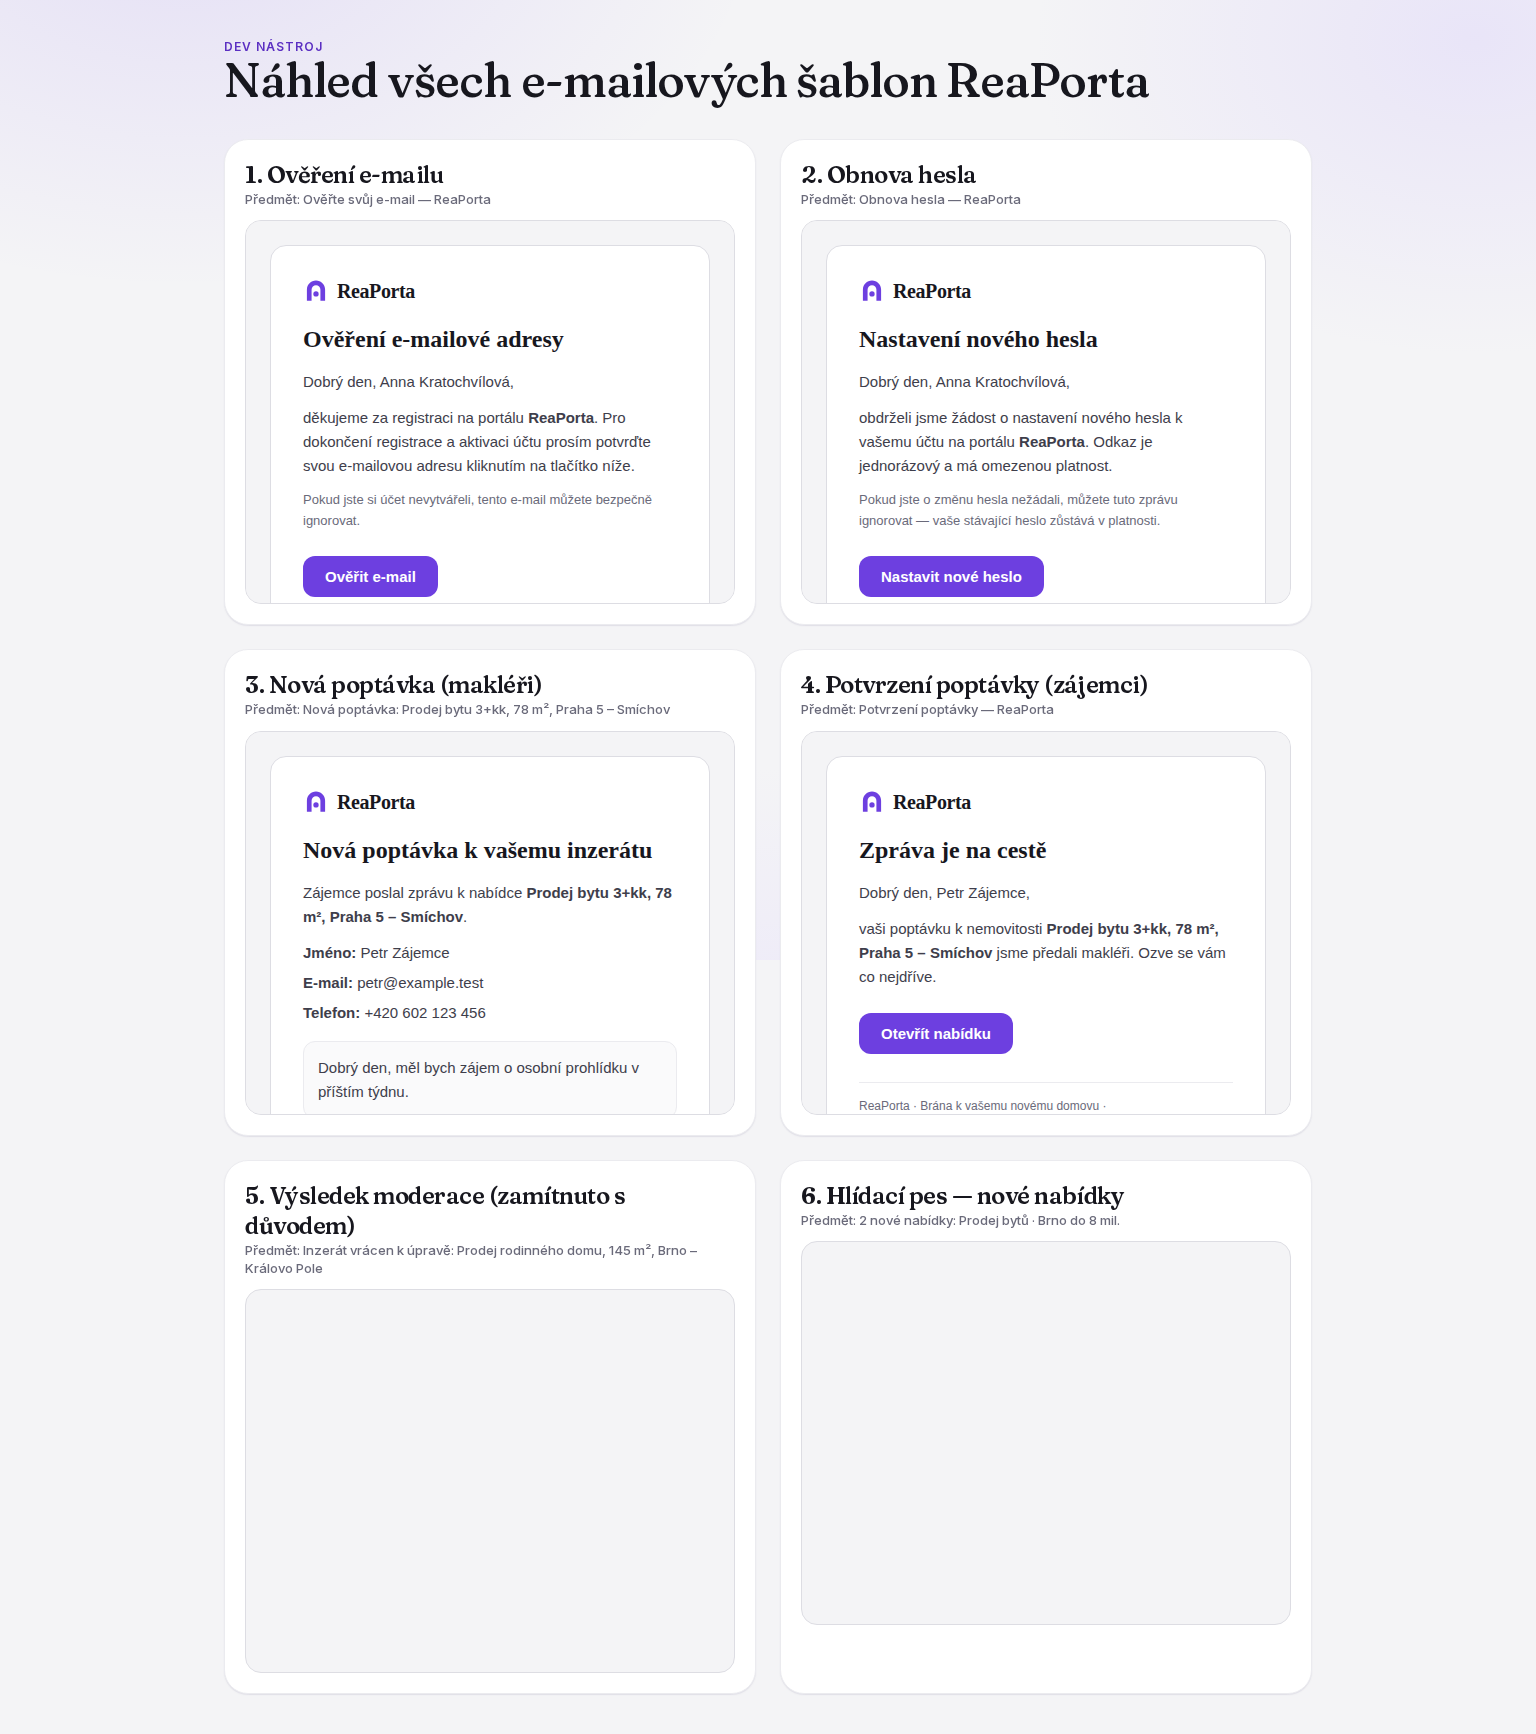 DEV NÁSTROJ
Náhled všech e-mailových šablon ReaPorta
1. Ověření e-mailu
Předmět: Ověřte svůj e-mail — ReaPorta
ReaPorta
Ověření e-mailové adresy
Dobrý den, Anna Kratochvílová,
děkujeme za registraci na portálu ReaPorta. Pro
dokončení registrace a aktivaci účtu prosím potvrďte
svou e-mailovou adresu kliknutím na tlačítko níže.
Pokud jste si účet nevytvářeli, tento e-mail můžete bezpečně
ignorovat.
Ověřit e-mail
2. Obnova hesla
Předmět: Obnova hesla — ReaPorta
ReaPorta
Nastavení nového hesla
Dobrý den, Anna Kratochvílová,
obdrželi jsme žádost o nastavení nového hesla k
vašemu účtu na portálu ReaPorta. Odkaz je
jednorázový a má omezenou platnost.
Pokud jste o změnu hesla nežádali, můžete tuto zprávu
ignorovat — vaše stávající heslo zůstává v platnosti.
Nastavit nové heslo
3. Nová poptávka (makléři)
Předmět: Nová poptávka: Prodej bytu 3+kk, 78 m², Praha 5 – Smíchov
ReaPorta
Nová poptávka k vašemu inzerátu
Zájemce poslal zprávu k nabídce Prodej bytu 3+kk, 78
m², Praha 5 – Smíchov.
Jméno: Petr Zájemce
E-mail: petr@example.test
Telefon: +420 602 123 456
Dobrý den, měl bych zájem o osobní prohlídku v
příštím týdnu.
4. Potvrzení poptávky (zájemci)
Předmět: Potvrzení poptávky — ReaPorta
ReaPorta
Zpráva je na cestě
Dobrý den, Petr Zájemce,
vaši poptávku k nemovitosti Prodej bytu 3+kk, 78 m²,
Praha 5 – Smíchov jsme předali makléři. Ozve se vám
co nejdříve.
Otevřít nabídku
ReaPorta · Brána k vašemu novému domovu ·
5. Výsledek moderace (zamítnuto s
důvodem)
Předmět: Inzerát vrácen k úpravě: Prodej rodinného domu, 145 m², Brno –
Královo Pole
6. Hlídací pes — nové nabídky
Předmět: 2 nové nabídky: Prodej bytů · Brno do 8 mil.